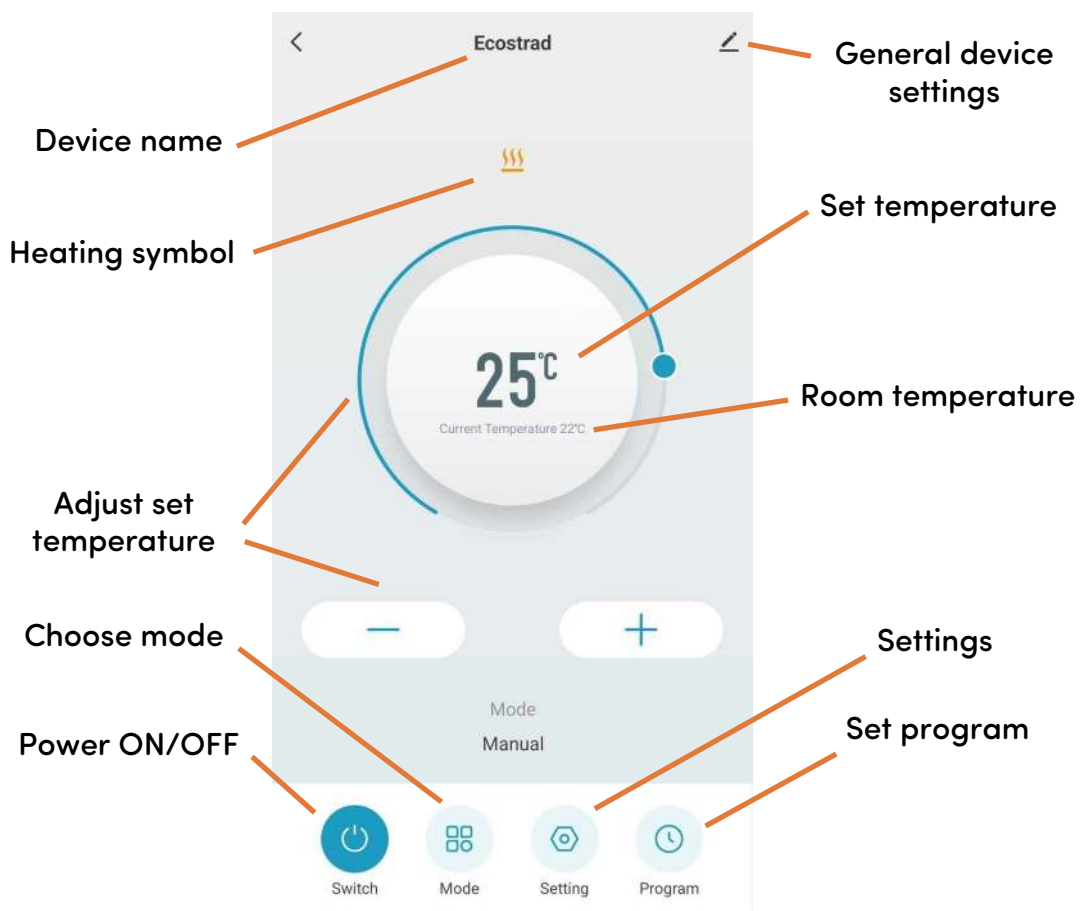 Ecostrad
General device
settings
Device name
Set temperature
Heating symbol
25°C
Room temperature
Current Temperature 22°C
Adjust set
temperature
Choose mode
Settings
Mode
Manual
Set program
Power ON/OFF
Switch
Mode
Setting
Program